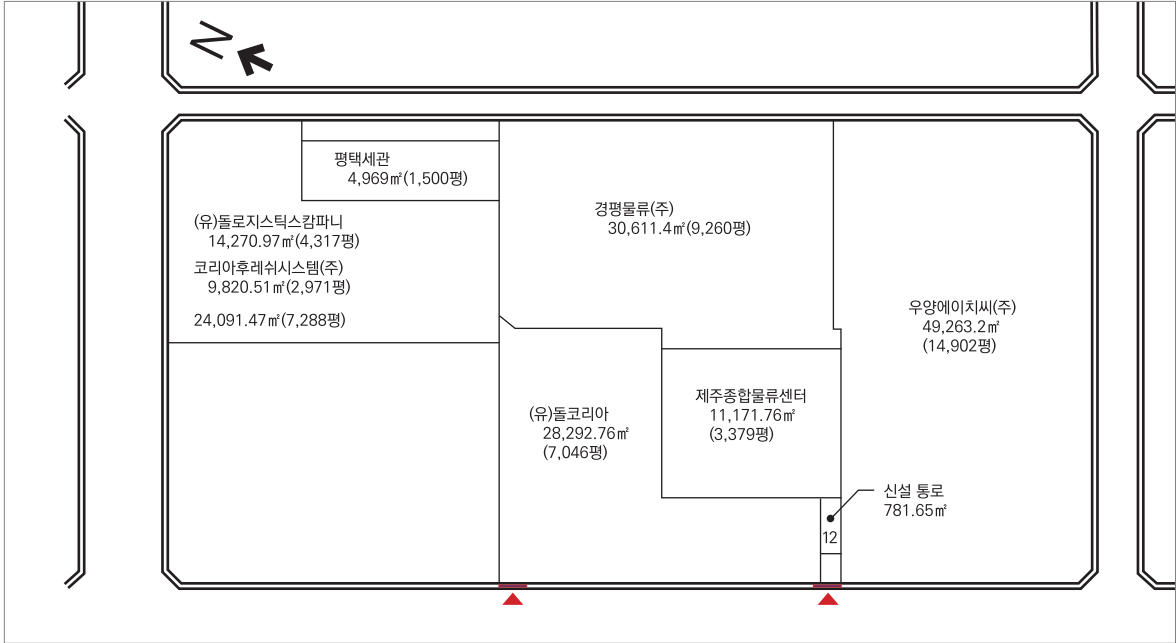 N
평택세관
4,969㎡(1,500평)
(유)돌로지스틱스캄파니
14,270.97㎡(4,317평)
코리아후레쉬시스템(주)
9,820.51㎡(2,971평)
24,091.47㎡(7,288평)
경평물류(주)
30,611.4㎡(9,260평)
우양에이치씨(주)
49,263.2㎡
(14,902평)
(유)돌코리아
28,292.76㎡
(7,046평)
제주종합물류센터
11,171.76㎡
(3,379평)
신설 통로
781.65㎡
12